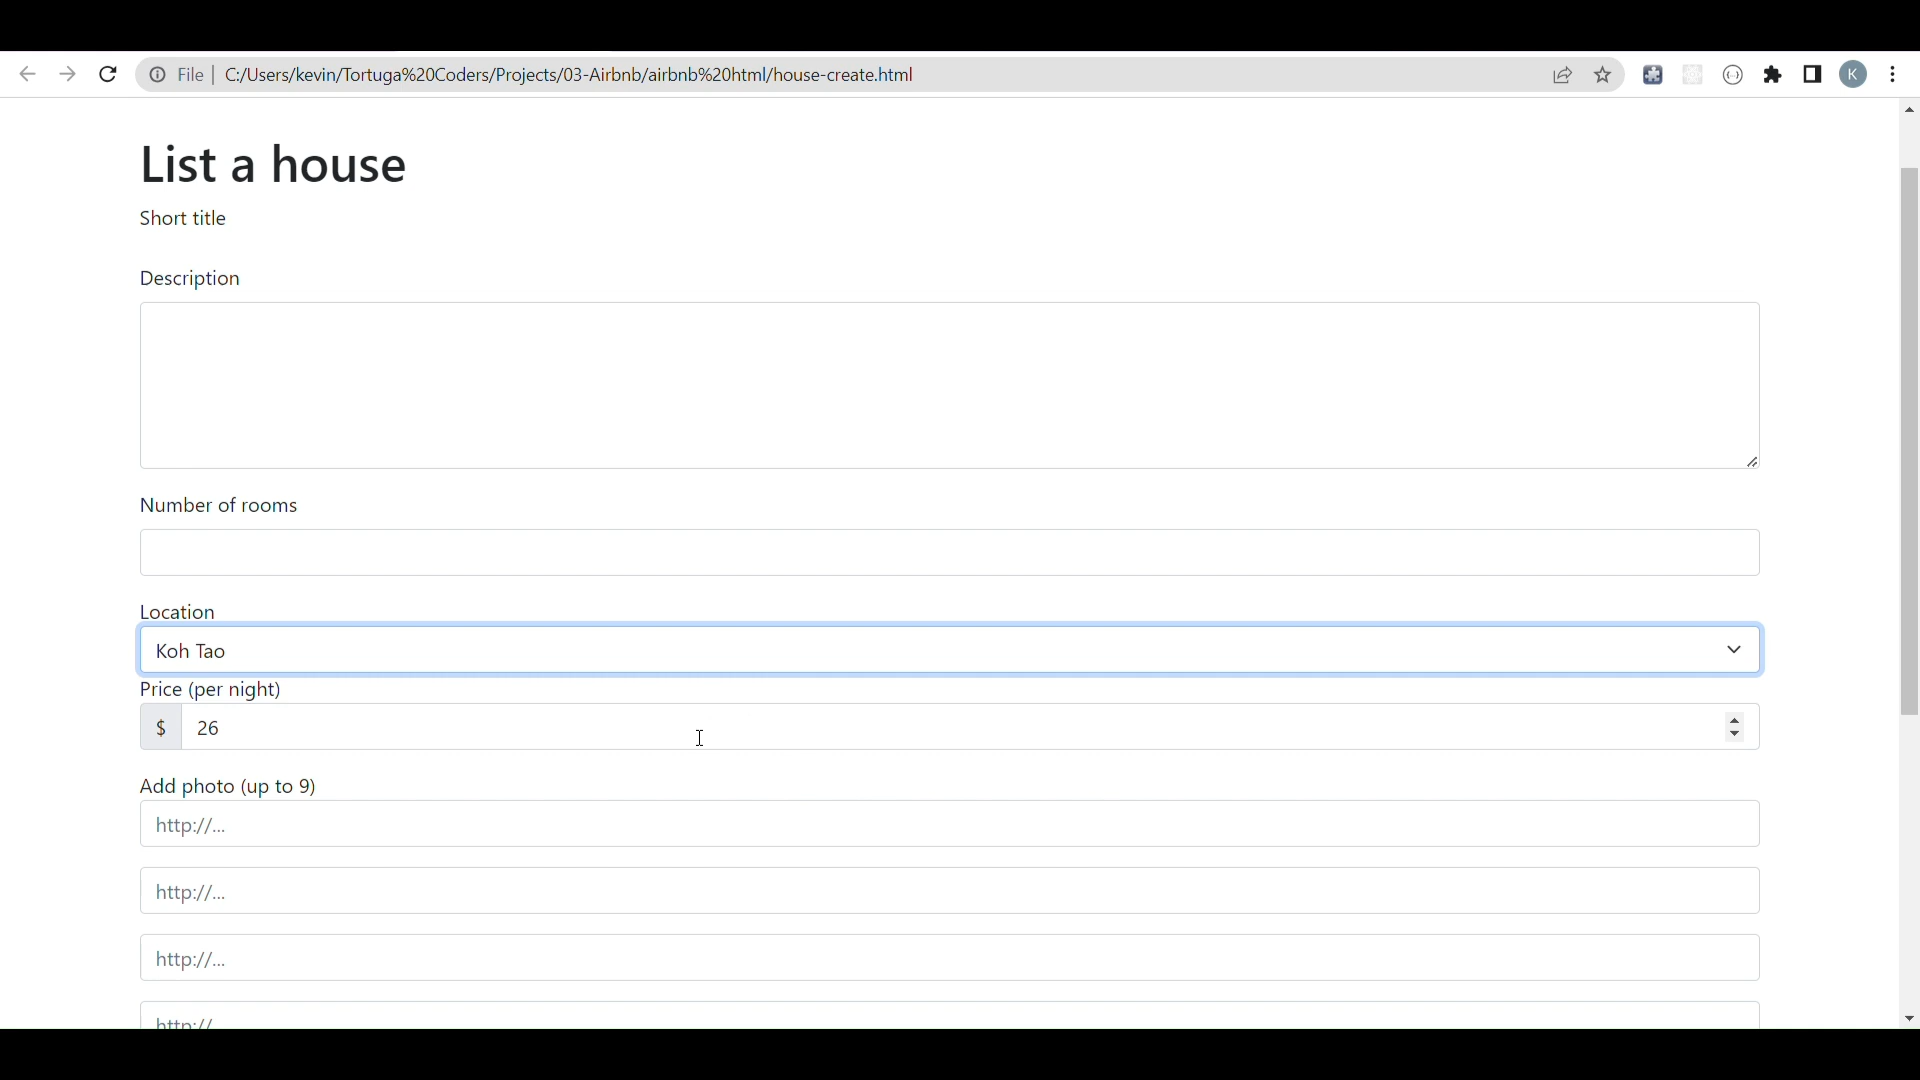 File | C:/Users/kevin/Tortuga%20Coders/Projects/03-Airbnb/airbnb%20html/house-create.html
K
List a house
Short title
Description
Number of rooms
Location
Koh Tao
Price (per night)
$ 26
Add photo (up to 9)
http://...
http://...
http://...
http://